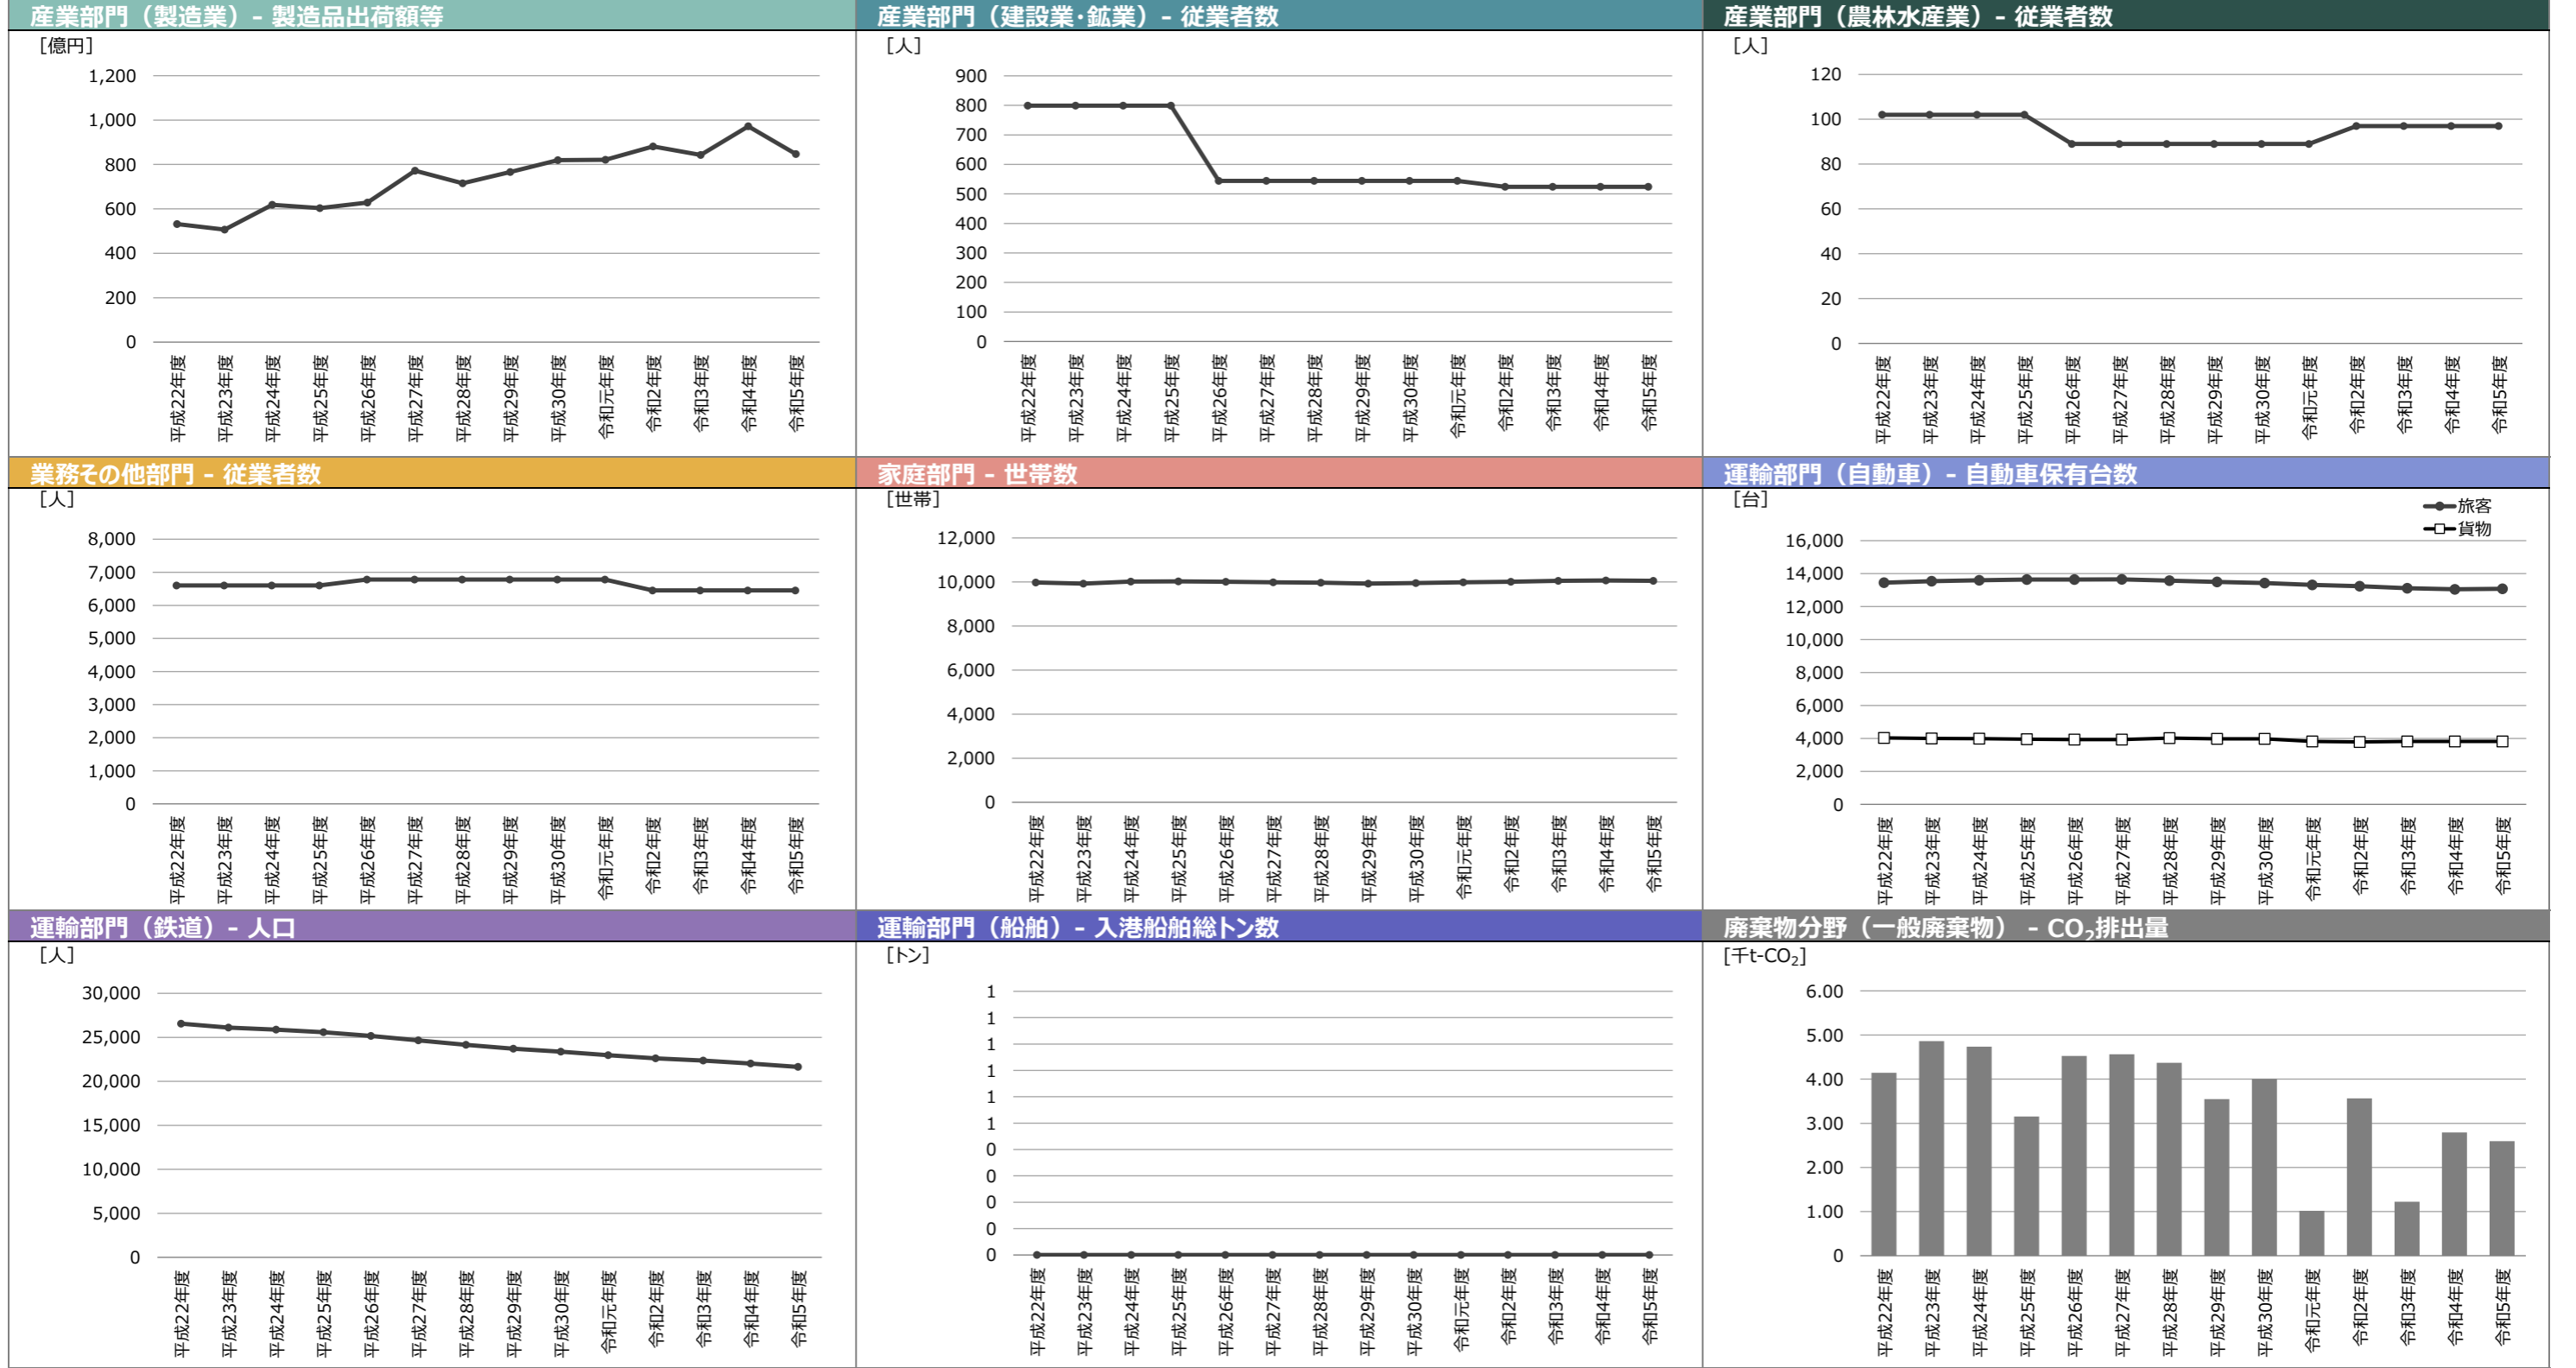 産業部門（製造業）- 製造品出荷額等
[億円]
1,200
1,000
800
600
400
200
0
平成22年度 平成23年度 平成24年度 平成25年度 平成26年度 平成27年度 平成28年度 平成29年度 平成30年度 令和元年度 令和2年度 令和3年度 令和4年度 令和5年度
産業部門（建設業・鉱業）- 従業者数
[人]
900
800
700
600
500
400
300
200
100
0
平成22年度 平成23年度 平成24年度 平成25年度 平成26年度 平成27年度 平成28年度 平成29年度 平成30年度 令和元年度 令和2年度 令和3年度 令和4年度 令和5年度
産業部門（農林水産業）- 従業者数
[人]
120
100
80
60
40
20
0
平成22年度 平成23年度 平成24年度 平成25年度 平成26年度 平成27年度 平成28年度 平成29年度 平成30年度 令和元年度 令和2年度 令和3年度 令和4年度 令和5年度
業務その他部門 - 従業者数
[人]
8,000
7,000
6,000
5,000
4,000
3,000
2,000
1,000
0
平成22年度 平成23年度 平成24年度 平成25年度 平成26年度 平成27年度 平成28年度 平成29年度 平成30年度 令和元年度 令和2年度 令和3年度 令和4年度 令和5年度
家庭部門 - 世帯数
[世帯]
12,000
10,000
8,000
6,000
4,000
2,000
0
平成22年度 平成23年度 平成24年度 平成25年度 平成26年度 平成27年度 平成28年度 平成29年度 平成30年度 令和元年度 令和2年度 令和3年度 令和4年度 令和5年度
運輸部門（自動車）- 自動車保有台数
[台]
旅客
貨物
16,000
14,000
12,000
10,000
8,000
6,000
4,000
2,000
0
平成22年度 平成23年度 平成24年度 平成25年度 平成26年度 平成27年度 平成28年度 平成29年度 平成30年度 令和元年度 令和2年度 令和3年度 令和4年度 令和5年度
運輸部門（鉄道）- 人口
[人]
30,000
25,000
20,000
15,000
10,000
5,000
0
平成22年度 平成23年度 平成24年度 平成25年度 平成26年度 平成27年度 平成28年度 平成29年度 平成30年度 令和元年度 令和2年度 令和3年度 令和4年度 令和5年度
運輸部門（船舶）- 入港船舶総トン数
[トン]
1
1
1
1
1
1
0
0
0
0
0
平成22年度 平成23年度 平成24年度 平成25年度 平成26年度 平成27年度 平成28年度 平成29年度 平成30年度 令和元年度 令和2年度 令和3年度 令和4年度 令和5年度
廃棄物分野（一般廃棄物） - CO₂排出量
[千t-CO₂]
6.00
5.00
4.00
3.00
2.00
1.00
0
平成22年度 平成23年度 平成24年度 平成25年度 平成26年度 平成27年度 平成28年度 平成29年度 平成30年度 令和元年度 令和2年度 令和3年度 令和4年度 令和5年度